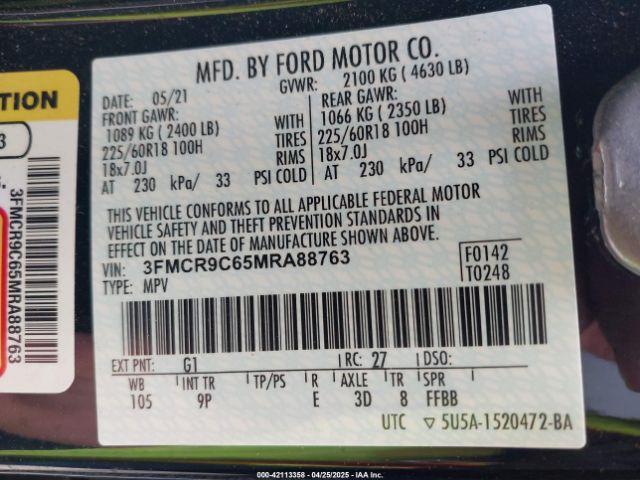 MFD. BY FORD MOTOR CO.
DATE: 05/21 GVWR: 2100 KG ( 4630 LB)
FRONT GAWR: REAR GAWR:
1089 KG ( 2400 LB) 1066 KG ( 2350 LB)
225/60R18 100H TIRES 225/60R18 100H TIRES
18x7.0J RIMS 18x7.0J RIMS
AT 230 kPa/ 33 PSI COLD AT 230 kPa/ 33 PSI COLD
THIS VEHICLE CONFORMS TO ALL APPLICABLE FEDERAL MOTOR
VEHICLE SAFETY AND THEFT PREVENTION STANDARDS IN
EFFECT ON THE DATE OF MANUFACTURE SHOWN ABOVE.
VIN: 3FMCR9C65MRA88763 F0142
TYPE: MPV T0248
EXT PNT: G1 RC: 27 DSO:
WB INT TR TP/PS R AXLE TR SPR
105 9P E 3D 8 FFBB
UTC ▽ 5U5A-1520472-BA
TION
3
3FMCR9C65MRA88763
000-42113358 - 04/25/2025 - IAAI.com